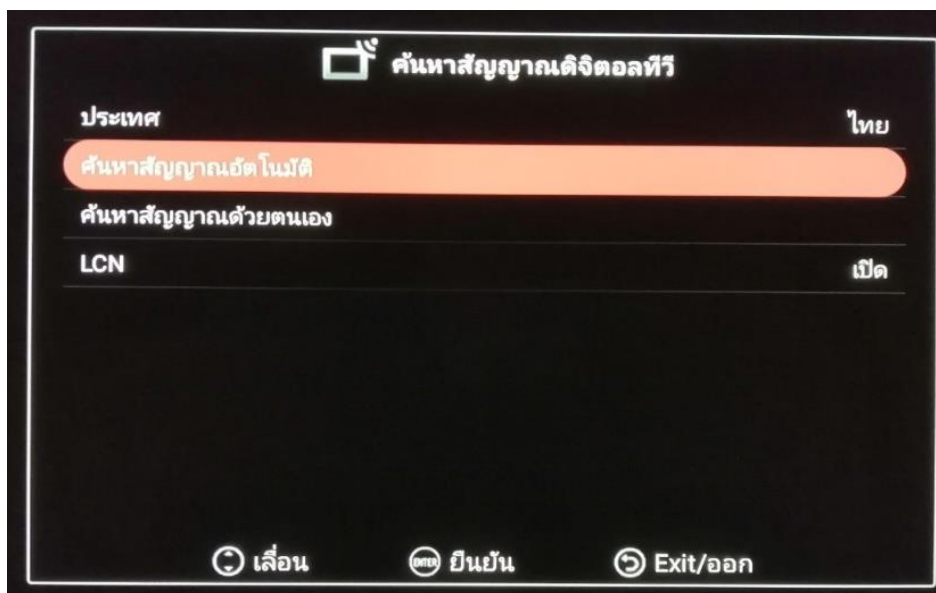 ค้นหาสัญญาณดิจิตอลทีวี
ประเทศ ไทย
ค้นหาสัญญาณอัตโนมัติ
ค้นหาสัญญาณด้วยตนเอง
LCN เปิด
เลื่อน ENTER ยืนยัน Exit/ออก